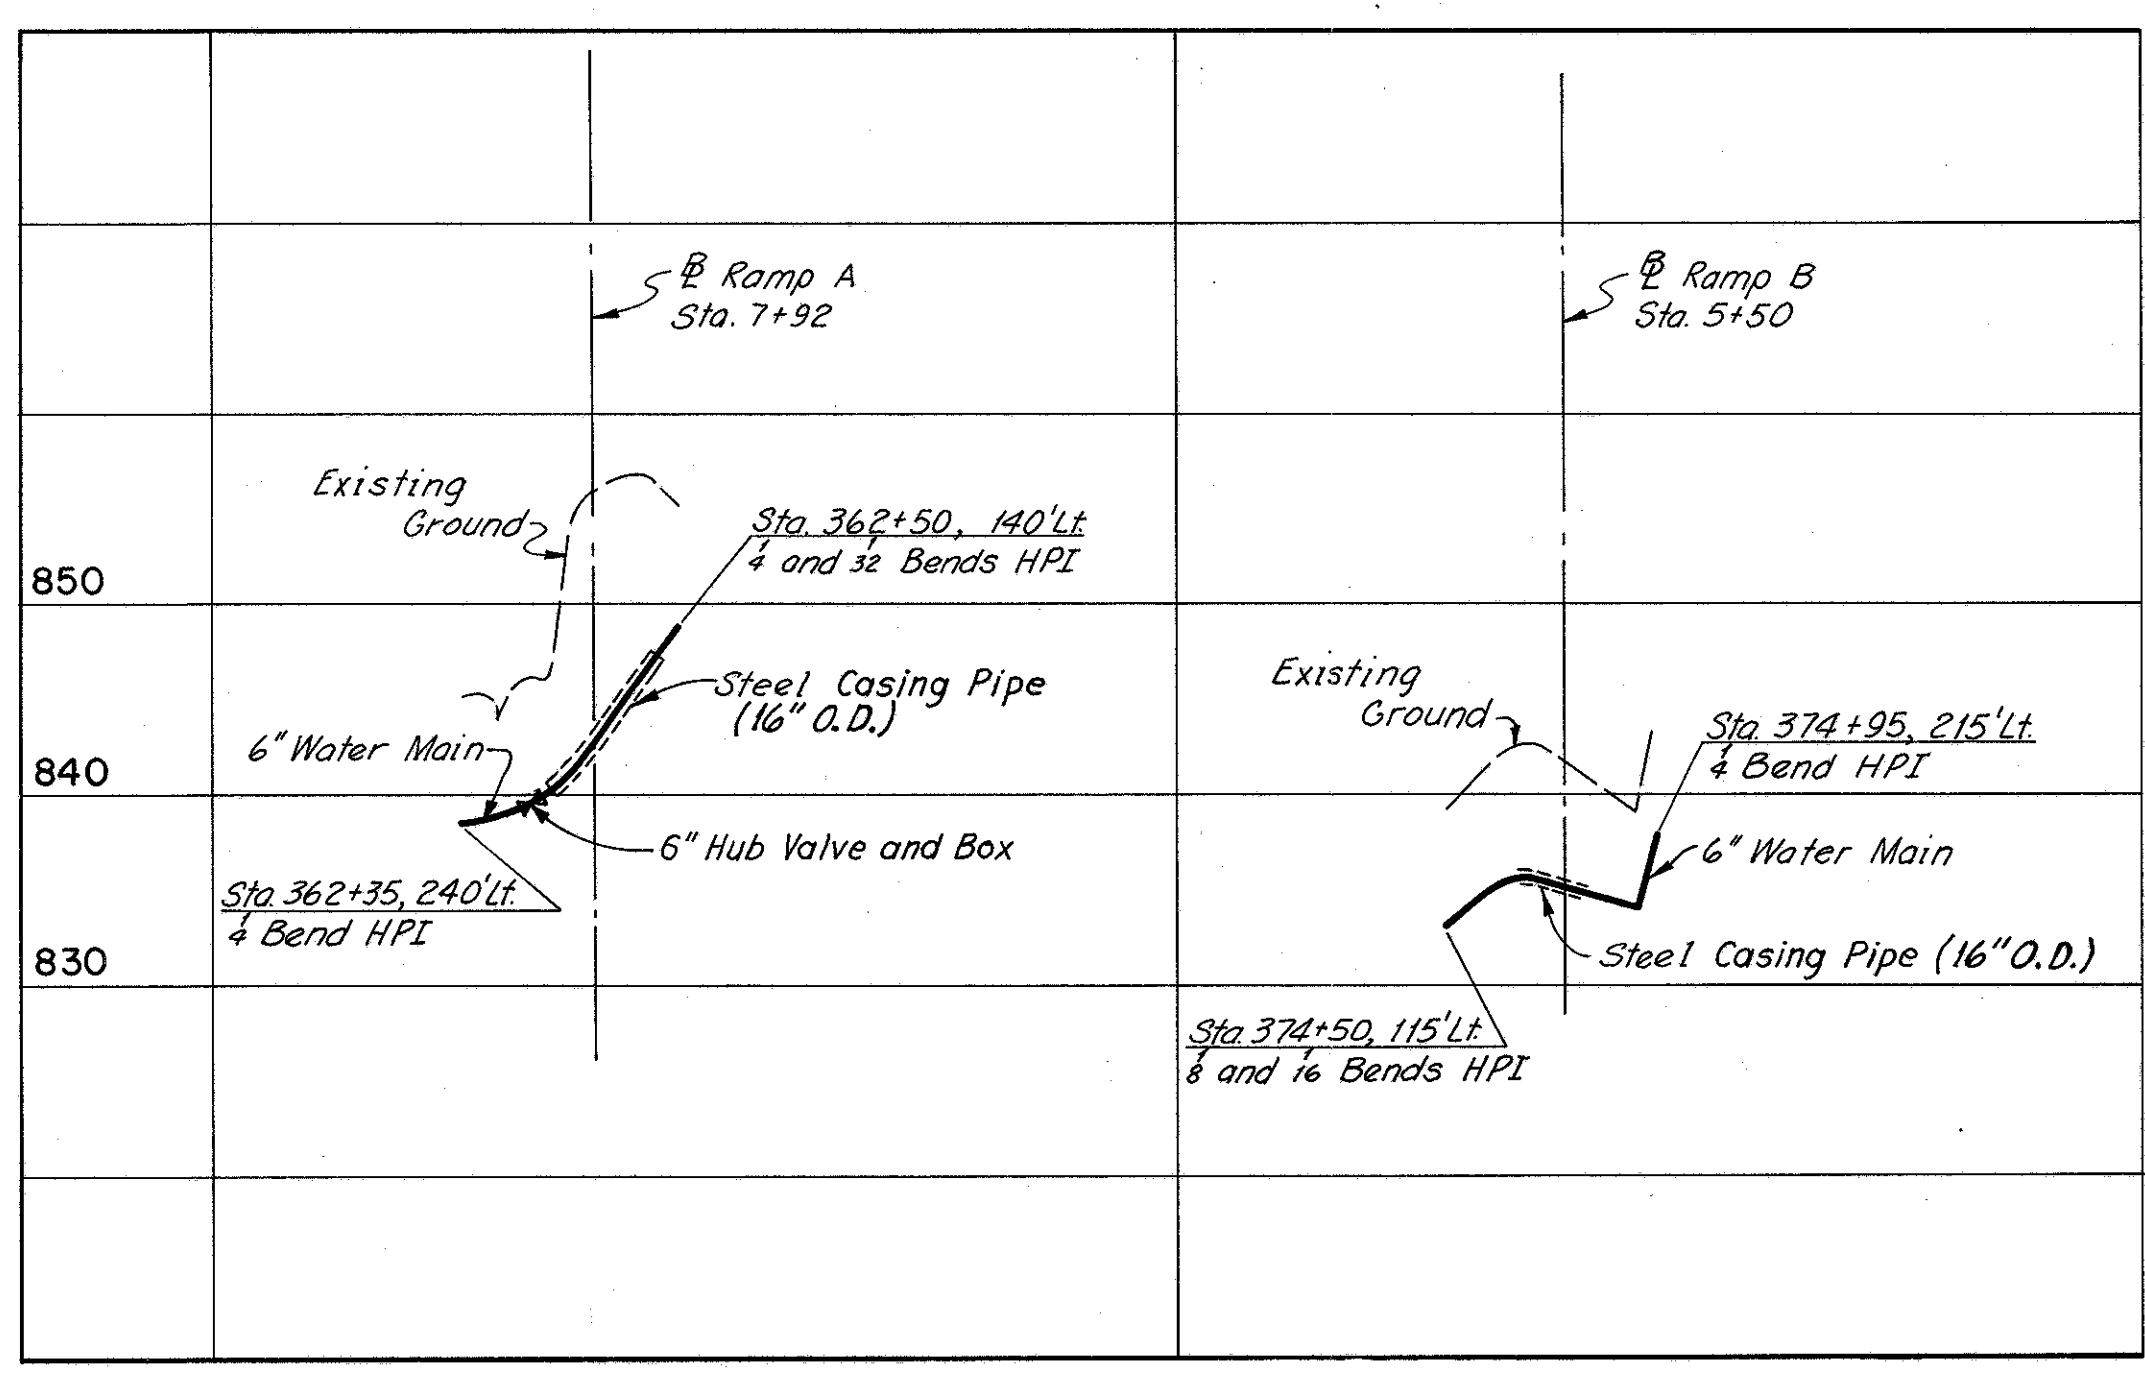 ℄ Ramp A
Sta. 7+92
Existing
Ground
Sta. 362+50, 140'Lt.
1/4 and 1/32 Bends HPI
850
Steel Casing Pipe
(16" O.D.)
6" Water Main
840
6" Hub Valve and Box
Sta. 362+35, 240'Lt.
1/4 Bend HPI
830
℄ Ramp B
Sta. 5+50
Existing
Ground
Sta. 374+95, 215'Lt.
1/4 Bend HPI
6" Water Main
Steel Casing Pipe (16" O.D.)
Sta. 374+50, 115'Lt.
1/8 and 1/16 Bends HPI